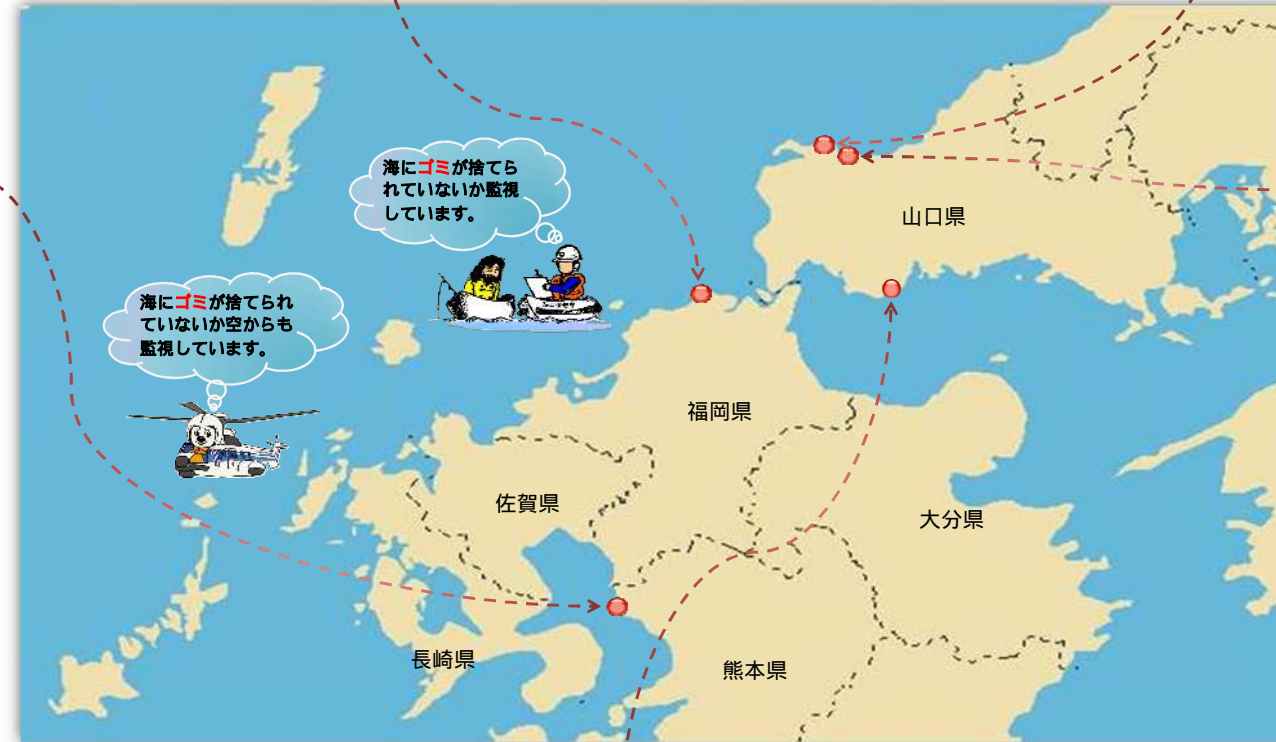 海にゴミが捨てら
れていないか監視
しています。
山口県
海にゴミが捨てられ
ていないか空からも
監視しています。
福岡県
佐賀県
大分県
長崎県
熊本県